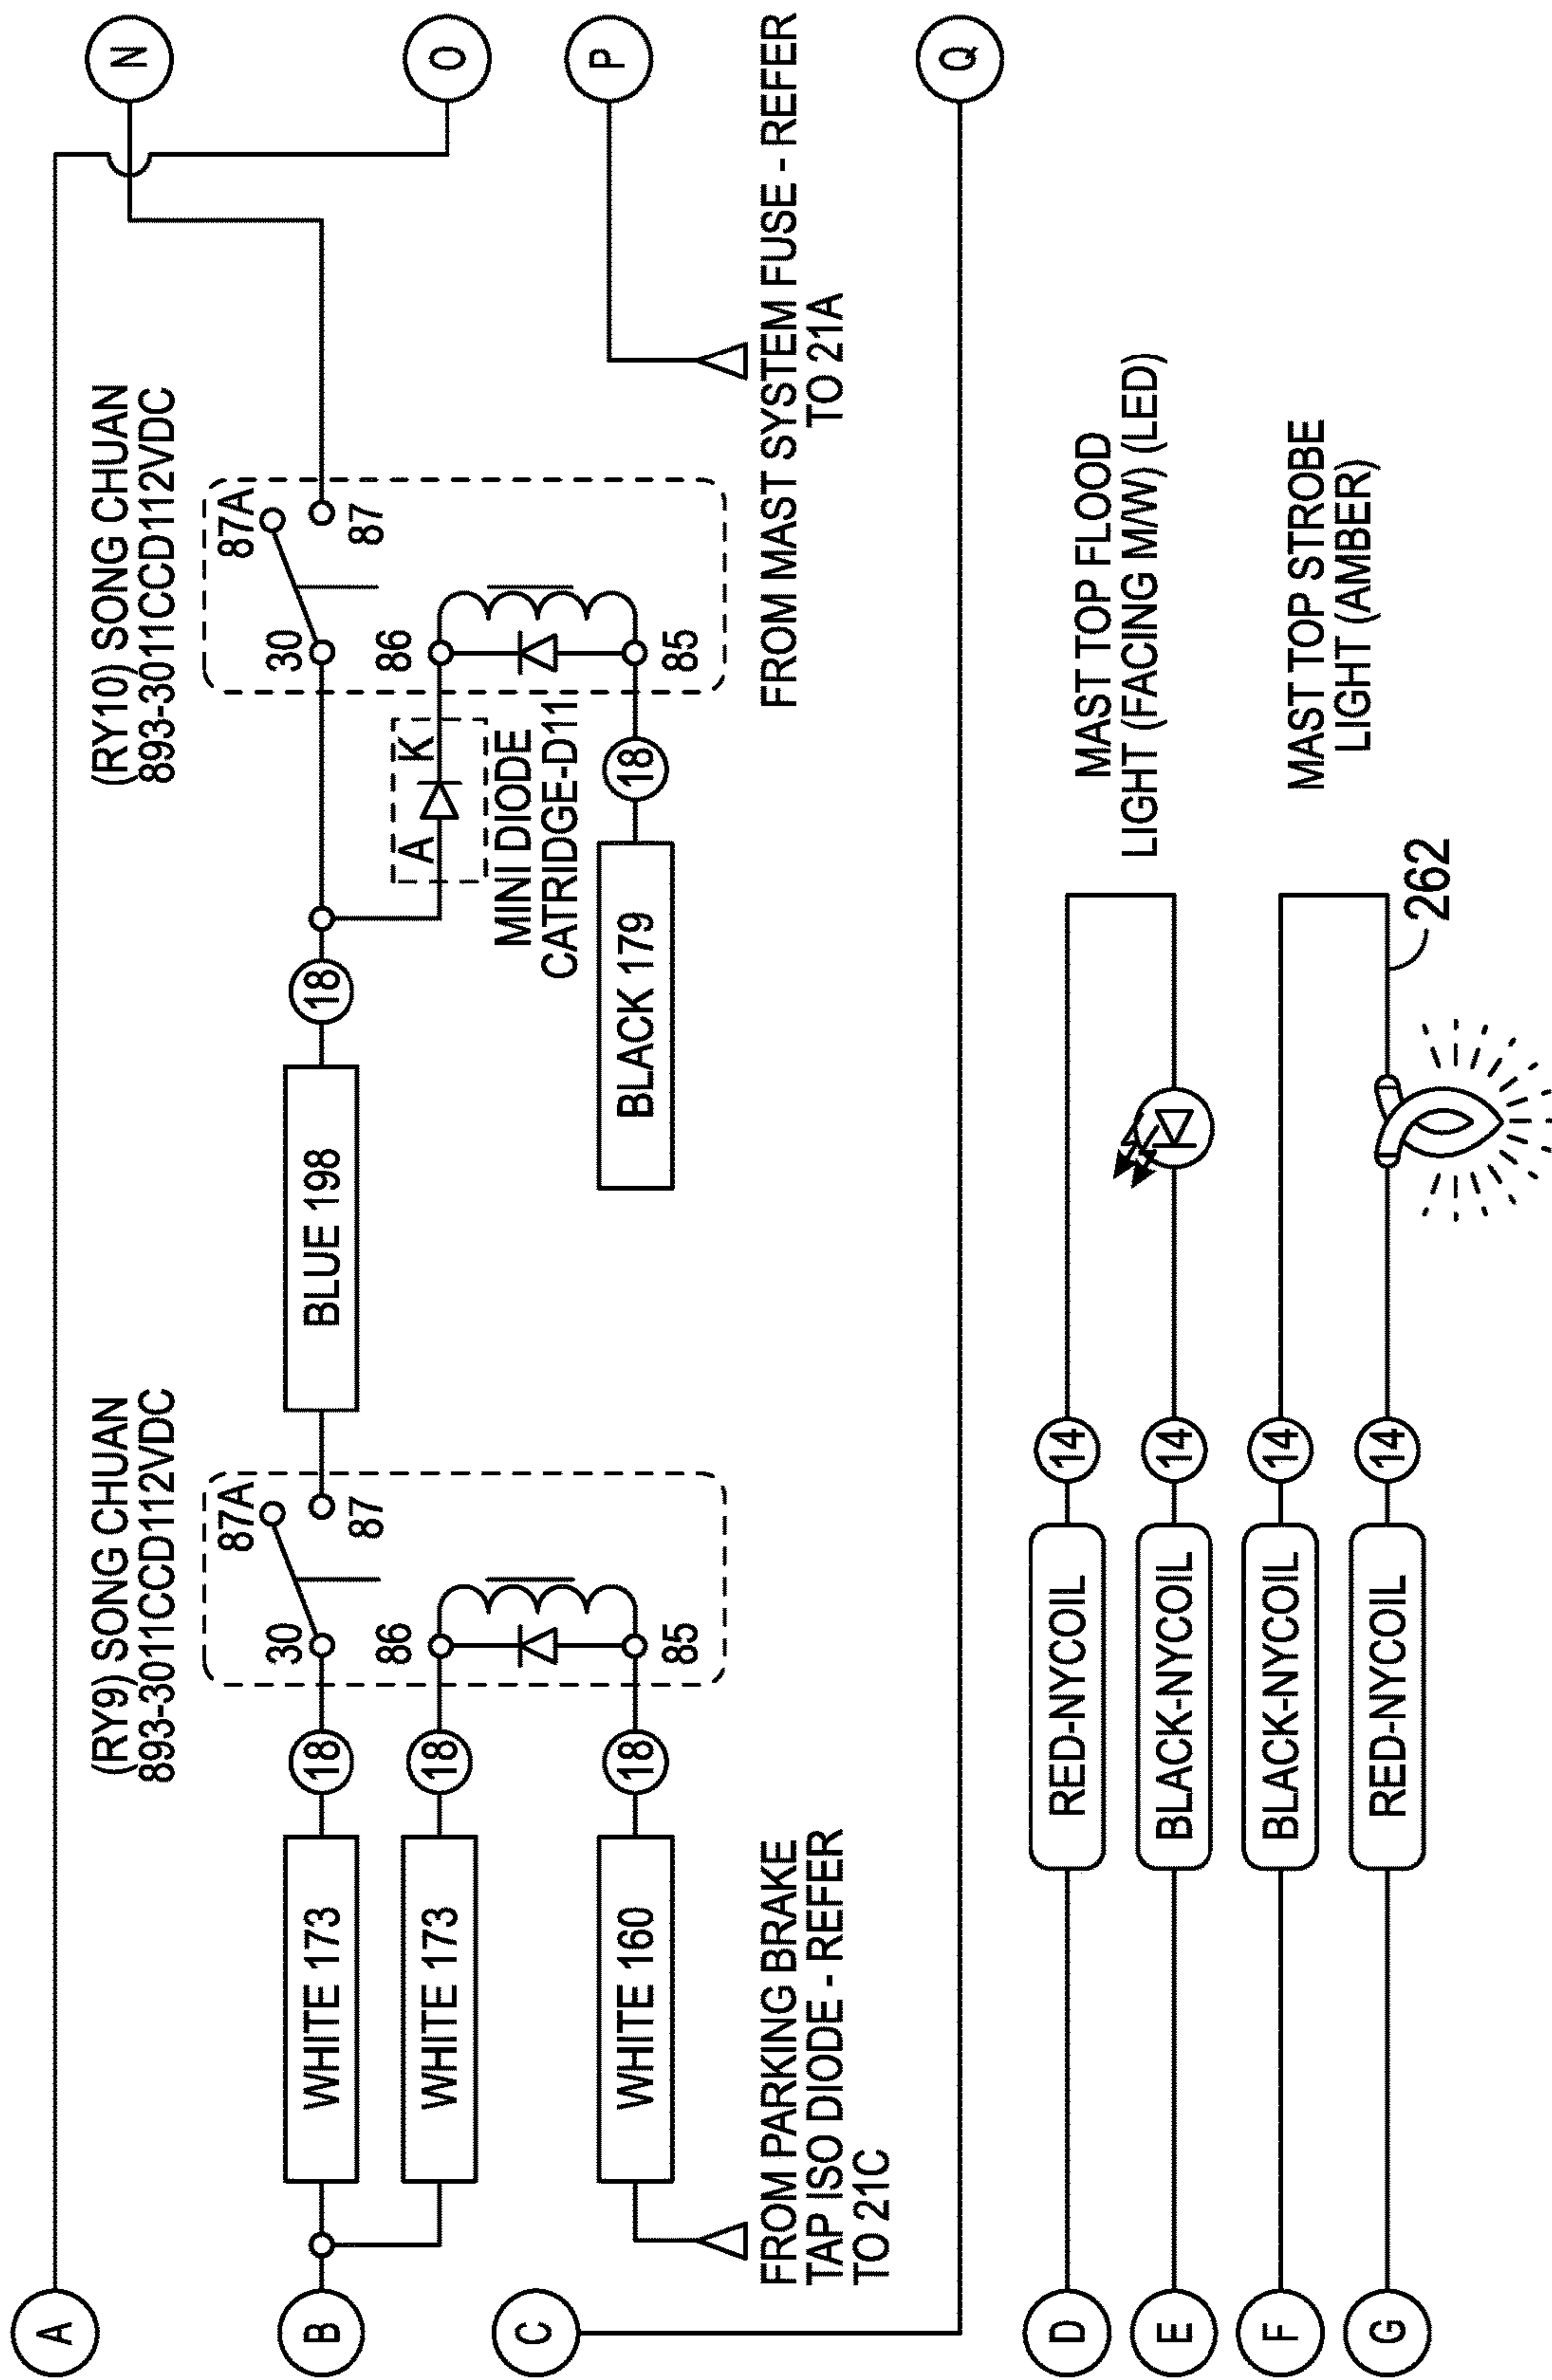 A
N
O
(RY9) SONG CHUAN
893-3011CCD112VDC
(RY10) SONG CHUAN
893-3011CCD112VDC
87A
87
30
86
85
87A
87
30
86
85
B
WHITE 173
18
BLUE 198
18
WHITE 173
18
A K
MINI DIODE
CATRIDGE-D11
WHITE 160
18
BLACK 179
18
P
FROM PARKING BRAKE
TAP ISO DIODE - REFER
TO 21C
FROM MAST SYSTEM FUSE - REFER
TO 21A
C
Q
D
RED-NYCOIL
14
E
BLACK-NYCOIL
14
MAST TOP FLOOD
LIGHT (FACING M/W) (LED)
F
BLACK-NYCOIL
14
G
RED-NYCOIL
14
MAST TOP STROBE
LIGHT (AMBER)
262